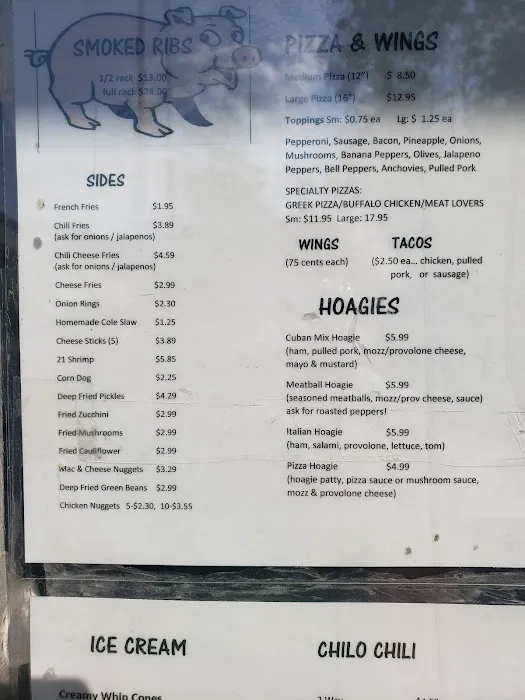 SMOKED RIBS
1/2 rack $13.00
full rack $24.00
SIDES
French Fries $1.95
Chili Fries $3.89
(ask for onions / jalapenos)
Chili Cheese Fries $4.59
(ask for onions / jalapenos)
Cheese Fries $2.99
Onion Rings $2.30
Homemade Cole Slaw $1.25
Cheese Sticks (5) $3.89
21 Shrimp $5.85
Corn Dog $2.25
Deep Fried Pickles $4.29
Fried Zucchini $2.99
Fried Mushrooms $2.99
Fried Cauliflower $2.99
Mac & Cheese Nuggets $3.29
Deep Fried Green Beans $2.99
Chicken Nuggets 5-$2.30, 10-$3.55
PIZZA & WINGS
Medium Pizza (12") $ 8.50
Large Pizza (16") $12.95
Toppings Sm: $0.75 ea Lg: $ 1.25 ea
Pepperoni, Sausage, Bacon, Pineapple, Onions,
Mushrooms, Banana Peppers, Olives, Jalapeno
Peppers, Bell Peppers, Anchovies, Pulled Pork
SPECIALTY PIZZAS:
GREEK PIZZA/BUFFALO CHICKEN/MEAT LOVERS
Sm: $11.95 Large: 17.95
WINGS
(75 cents each)
TACOS
($2.50 ea... chicken, pulled
pork, or sausage)
HOAGIES
Cuban Mix Hoagie $5.99
(ham, pulled pork, mozz/provolone cheese,
mayo & mustard)
Meatball Hoagie $5.99
(seasoned meatballs, mozz/prov cheese, sauce)
ask for roasted peppers!
Italian Hoagie $5.99
(ham, salami, provolone, lettuce, tom)
Pizza Hoagie $4.99
(hoagie patty, pizza sauce or mushroom sauce,
mozz & provolone cheese)
ICE CREAM
Creamy Whip Cones
CHILO CHILI